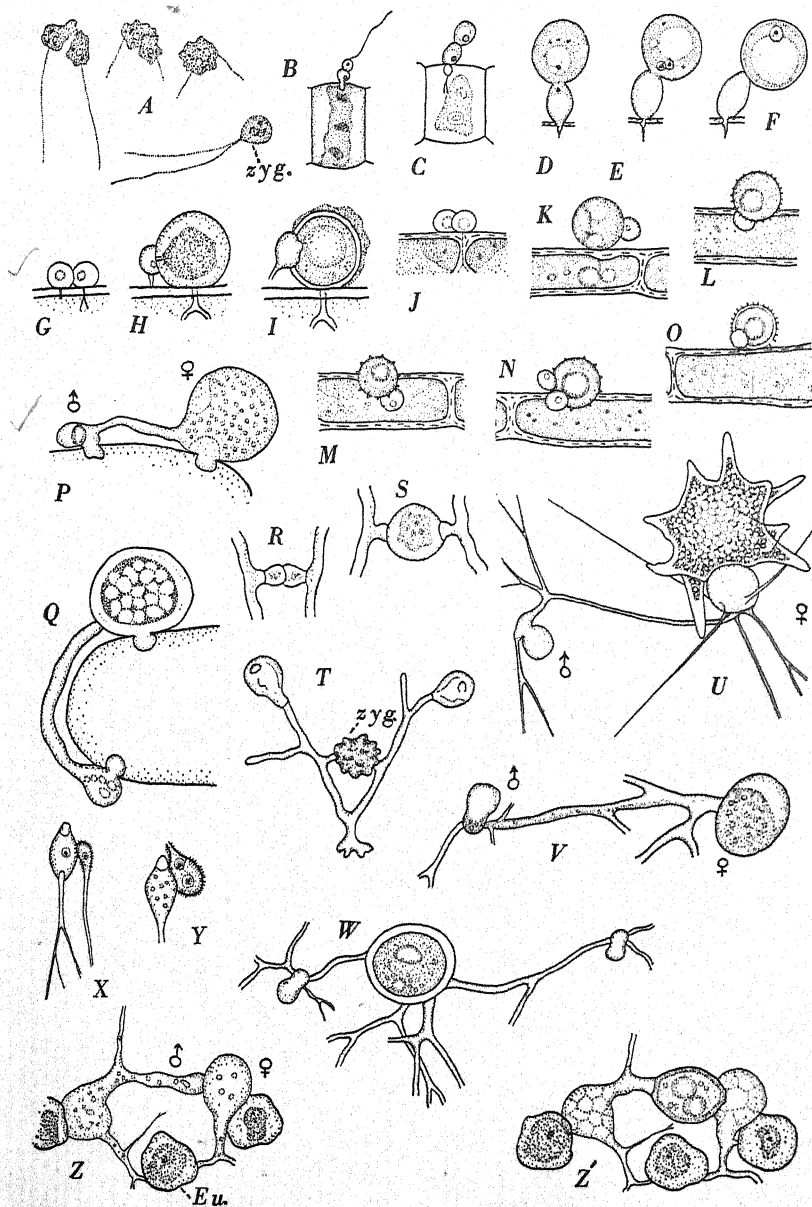 A
zyg.
B
C
D
E
F
G
H
I
J
K
L
M
N
O
♂
♀
P
Q
R
S
T
zyg.
♂
♀
U
♂
V
♀
W
X
Y
♂
♀
Z
Eu.
Z′